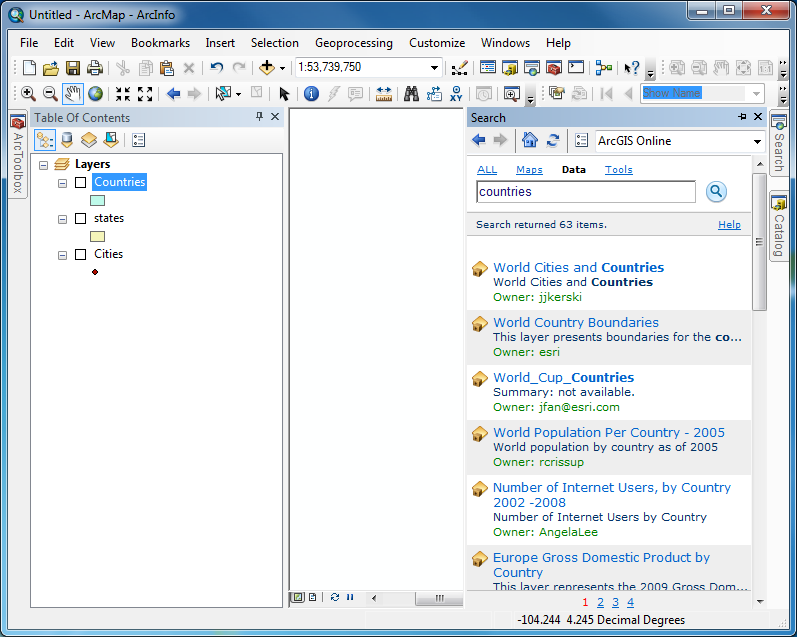 Untitled - ArcMap - ArcInfo
File Edit View Bookmarks Insert Selection Geoprocessing Customize Windows Help
1:53,739,750
Show Name
Table Of Contents
Search
ArcToolbox
Layers
Countries
states
Cities
ArcGIS Online
ALL Maps Data Tools
countries
Search returned 63 items. Help
World Cities and Countries
World Cities and Countries
Owner: jjkerski
World Country Boundaries
This layer presents boundaries for the co...
Owner: esri
World_Cup_Countries
Summary: not available.
Owner: jfan@esri.com
World Population Per Country - 2005
World population by country as of 2005
Owner: rcrissup
Number of Internet Users, by Country
2002 -2008
Number of Internet Users by Country
Owner: AngelaLee
Europe Gross Domestic Product by
Country
This layer represents the 2009 Gross Dom...
1 2 3 4
Search
Catalog
-104.244 4.245 Decimal Degrees